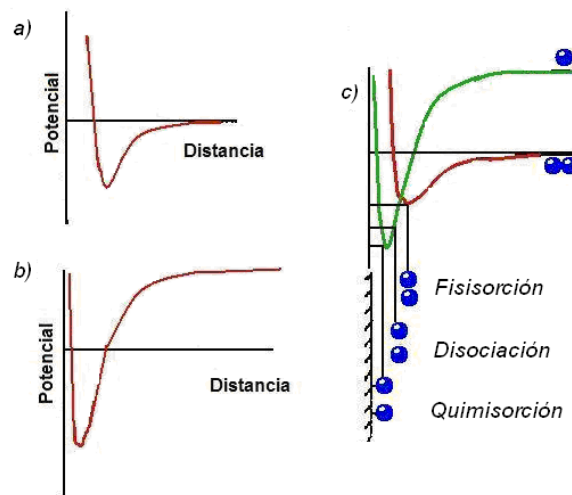 a)
Potencial
Distancia
b)
Potencial
Distancia
c)
Fisisorción
Disociación
Quimisorción